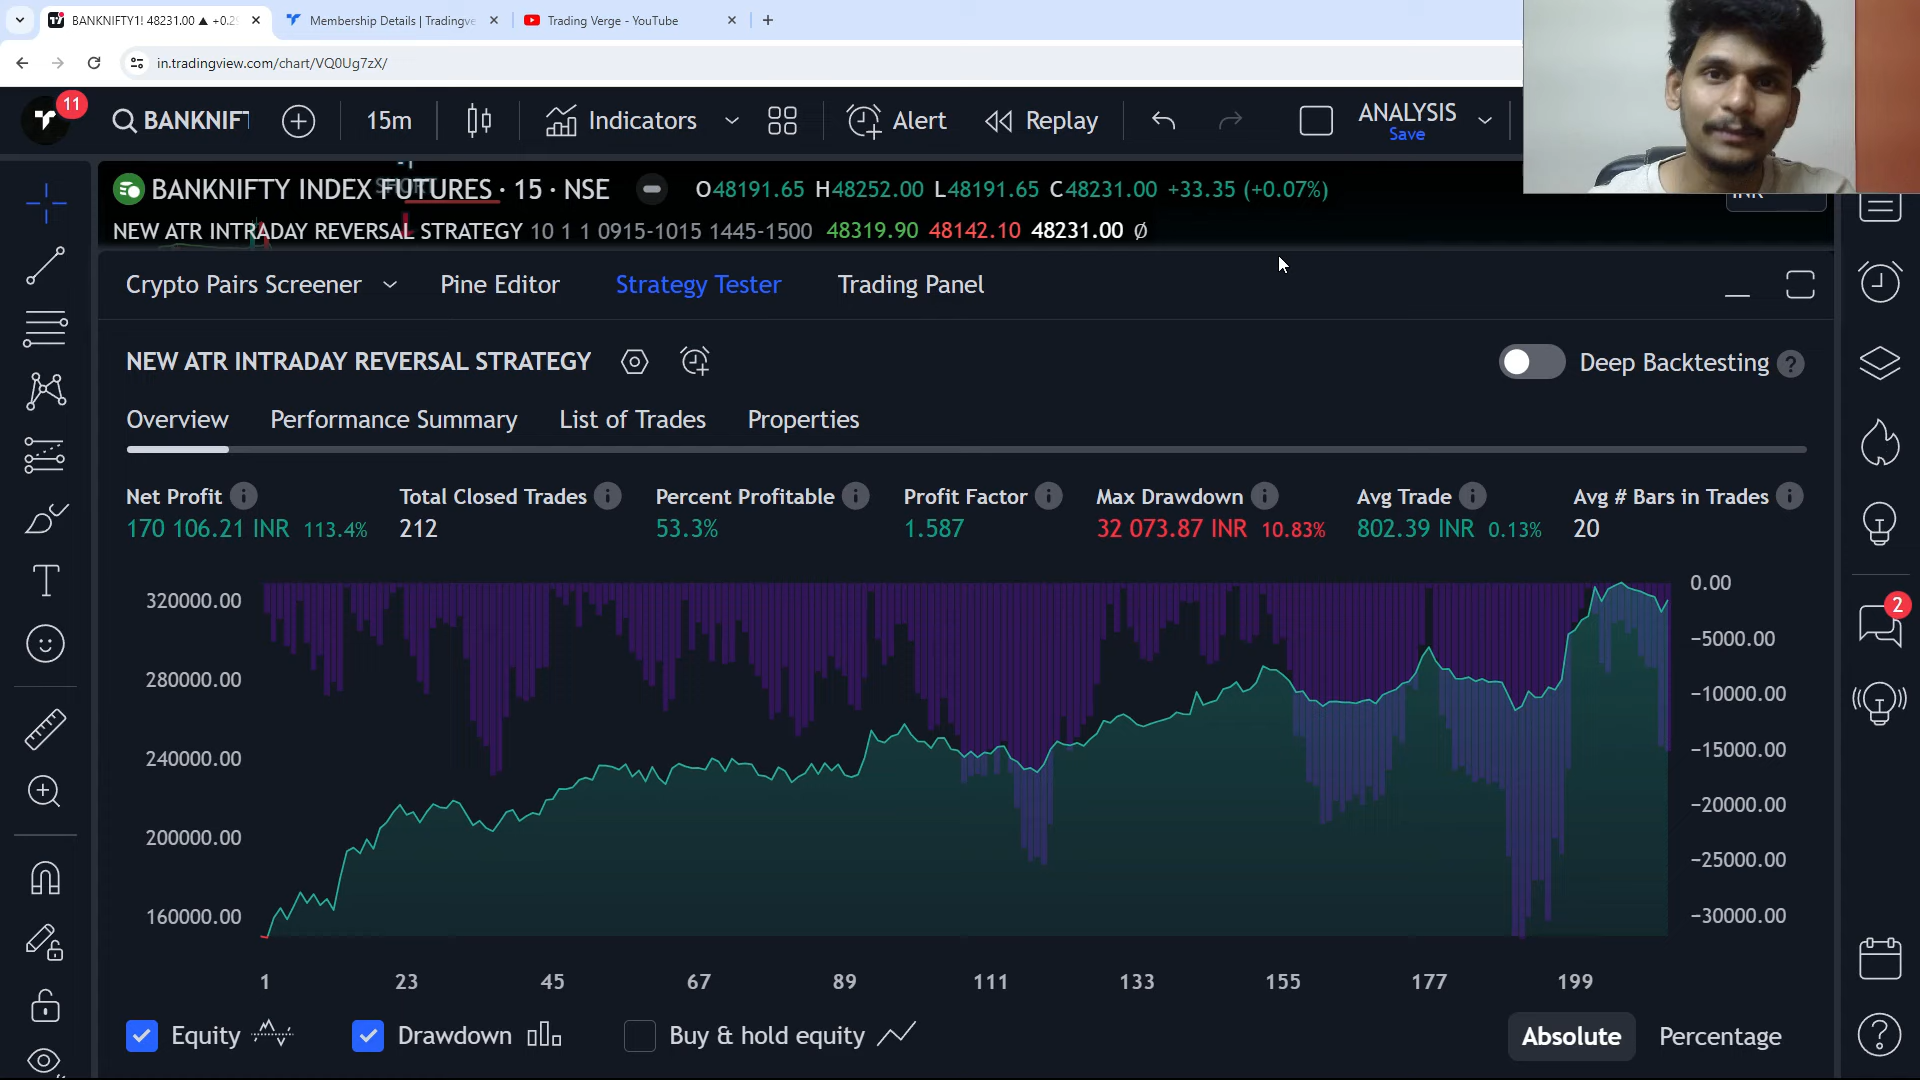 BANKNIFTY1! 48231.00 ▲ +0.2
Membership Details | Tradingve
Trading Verge - YouTube
in.tradingview.com/chart/VQ0Ug7zX/
11
BANKNIFT
15m
Indicators
Alert
Replay
ANALYSIS
Save
BANKNIFTY INDEX FUTURES · 15 · NSE
O48191.65 H48252.00 L48191.65 C48231.00 +33.35 (+0.07%)
INR
NEW ATR INTRADAY REVERSAL STRATEGY 10 1 1 0915-1015 1445-1500 48319.90 48142.10 48231.00 Ø
Crypto Pairs Screener Pine Editor Strategy Tester Trading Panel
NEW ATR INTRADAY REVERSAL STRATEGY
Deep Backtesting ?
Overview Performance Summary List of Trades Properties
Net Profit Total Closed Trades Percent Profitable Profit Factor Max Drawdown Avg Trade Avg # Bars in Trades
170 106.21 INR 113.4% 212 53.3% 1.587 32 073.87 INR 10.83% 802.39 INR 0.13% 20
320000.00
280000.00
240000.00
200000.00
160000.00
0.00
−5000.00
−10000.00
−15000.00
−20000.00
−25000.00
−30000.00
2
1 23 45 67 89 111 133 155 177 199
Equity Drawdown Buy & hold equity
Absolute Percentage